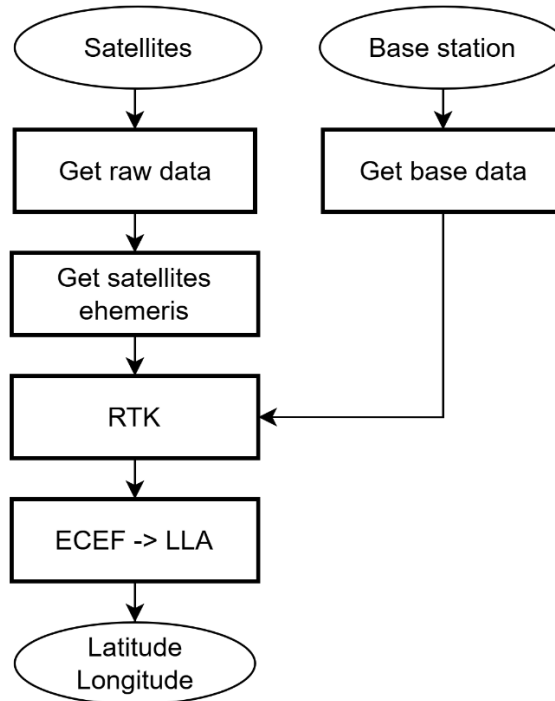 Satellites
Base station
Get raw data
Get base data
Get satellites
ehemeris
RTK
ECEF -> LLA
Latitude
Longitude